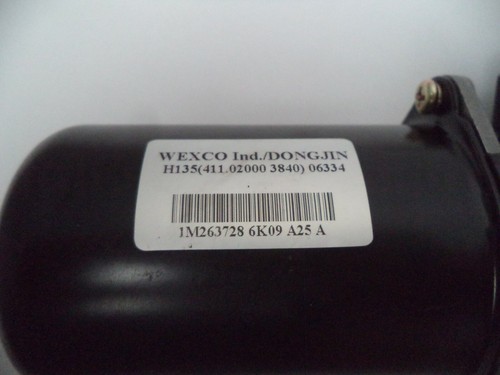 WEXCO Ind./DONGJIN
H135(411.02000 3840) 06334
1M263728 6K09 A25 A